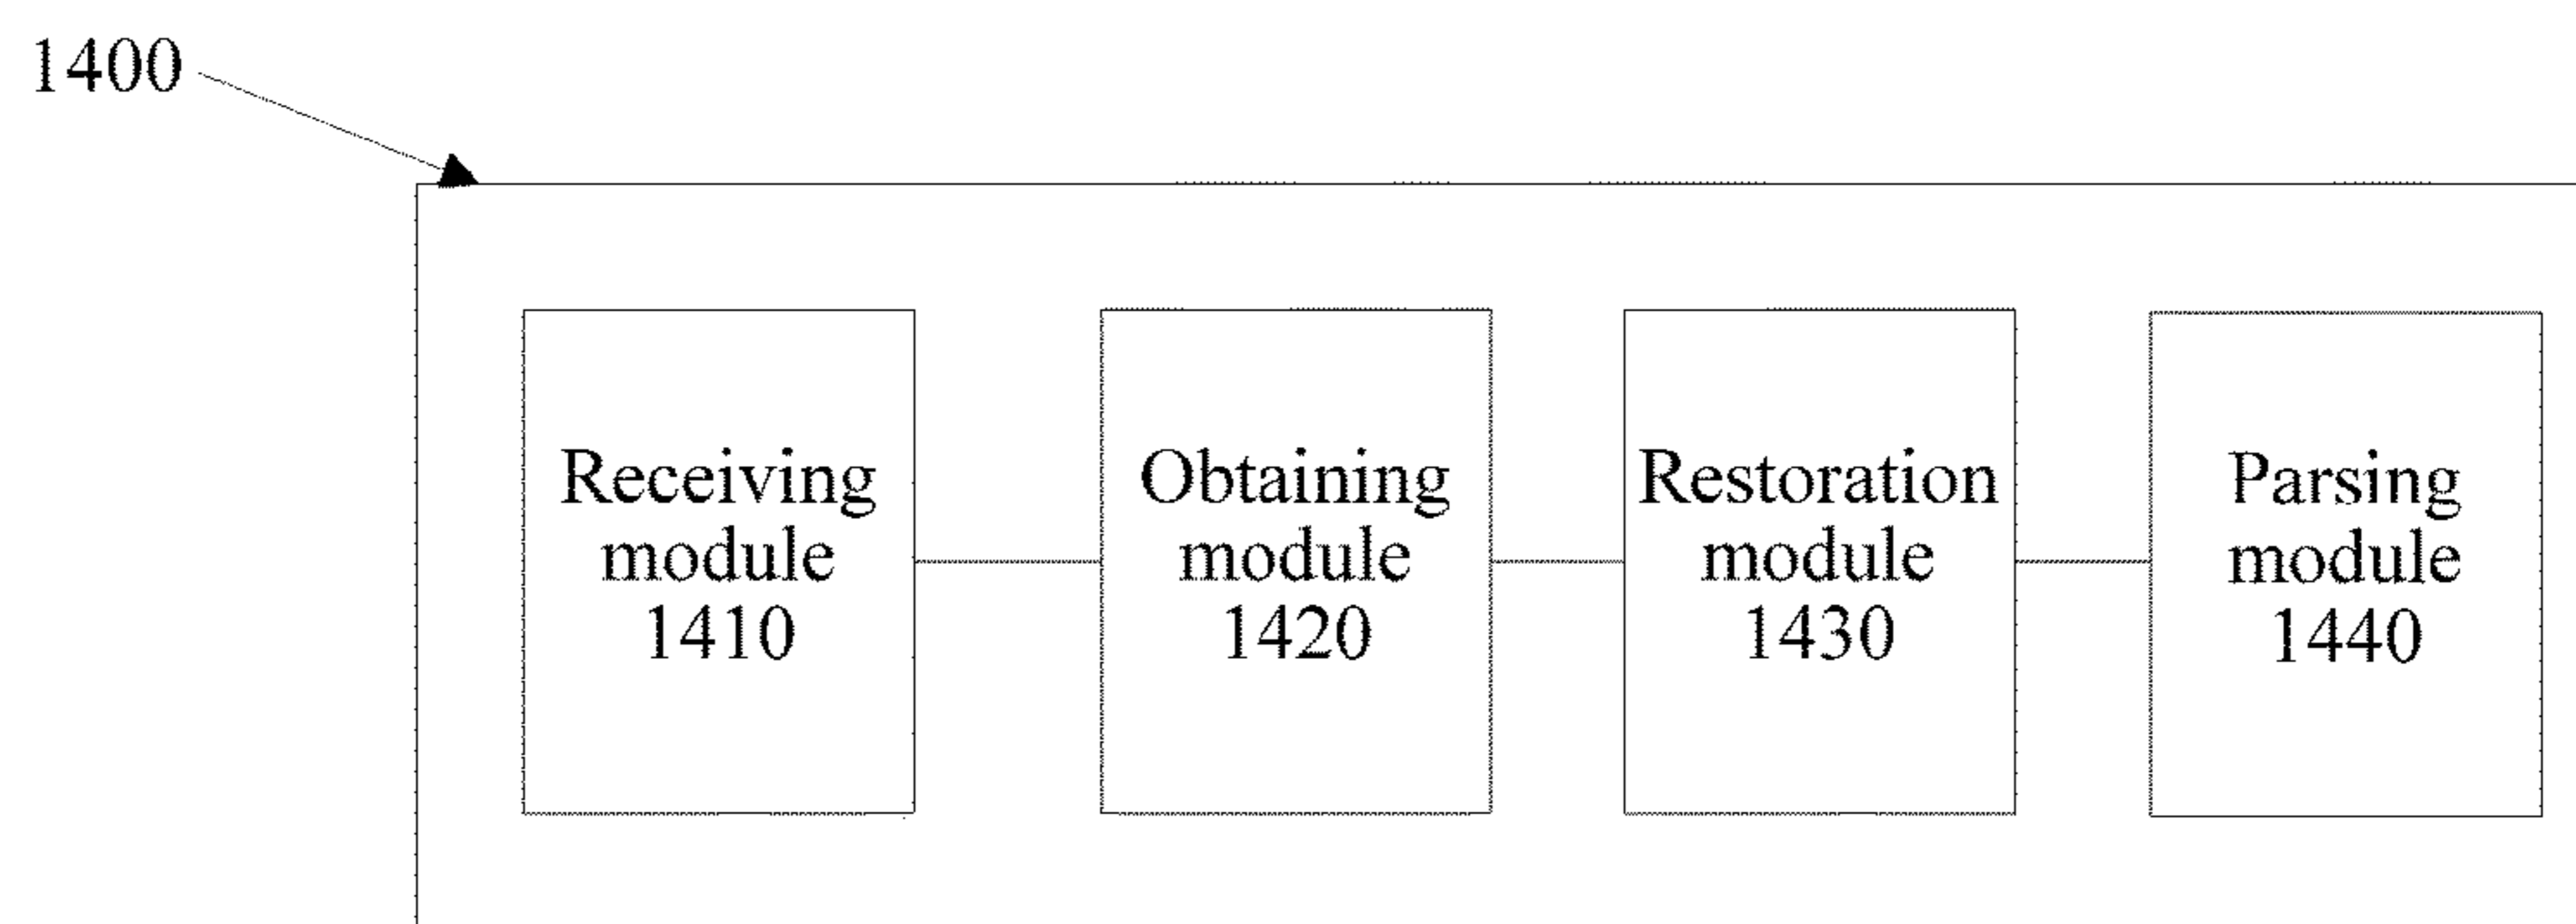 1400
Receiving
module
1410
Obtaining
module
1420
Restoration
module
1430
Parsing
module
1440